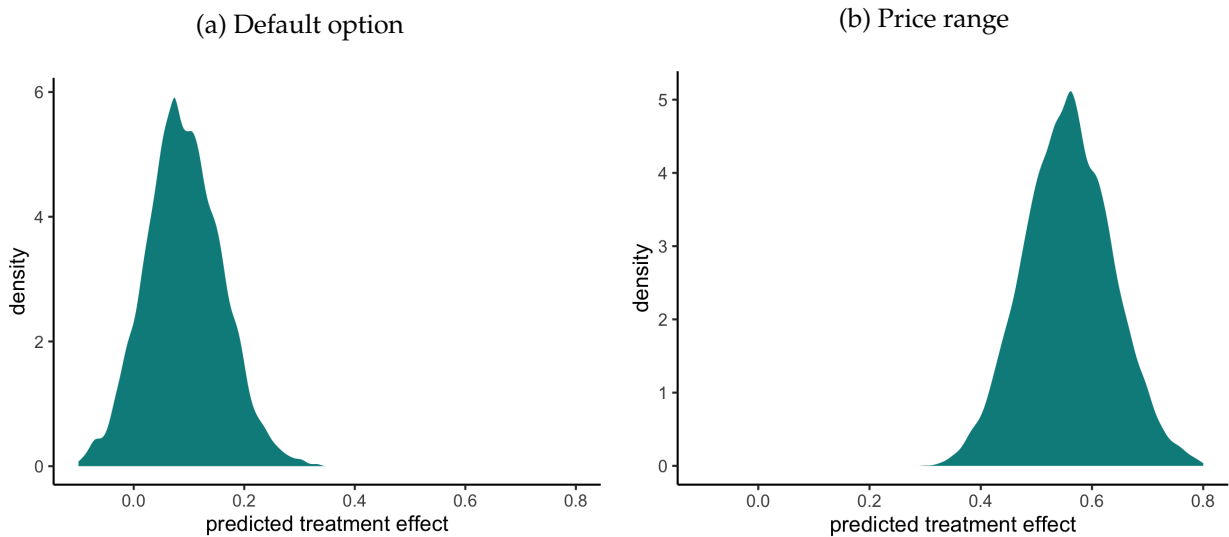 (a) Default option
6
4
2
0
density
0.0 0.2 0.4 0.6 0.8
predicted treatment effect
(b) Price range
5
4
3
2
1
0
density
0.0 0.2 0.4 0.6 0.8
predicted treatment effect